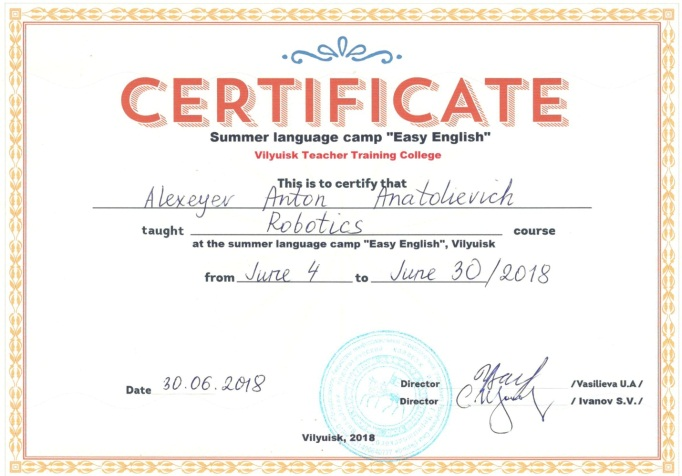 CERTIFICATE
Summer language camp "Easy English"
Vilyuisk Teacher Training College
This is to certify that
Alexeyev Anton Anatolievich
taught Robotics course
at the summer language camp "Easy English", Vilyuisk
from June 4 to June 30/2018
Date 30.06.2018
Director /Vasilieva U.A/
Director / Ivanov S.V./
Vilyuisk, 2018